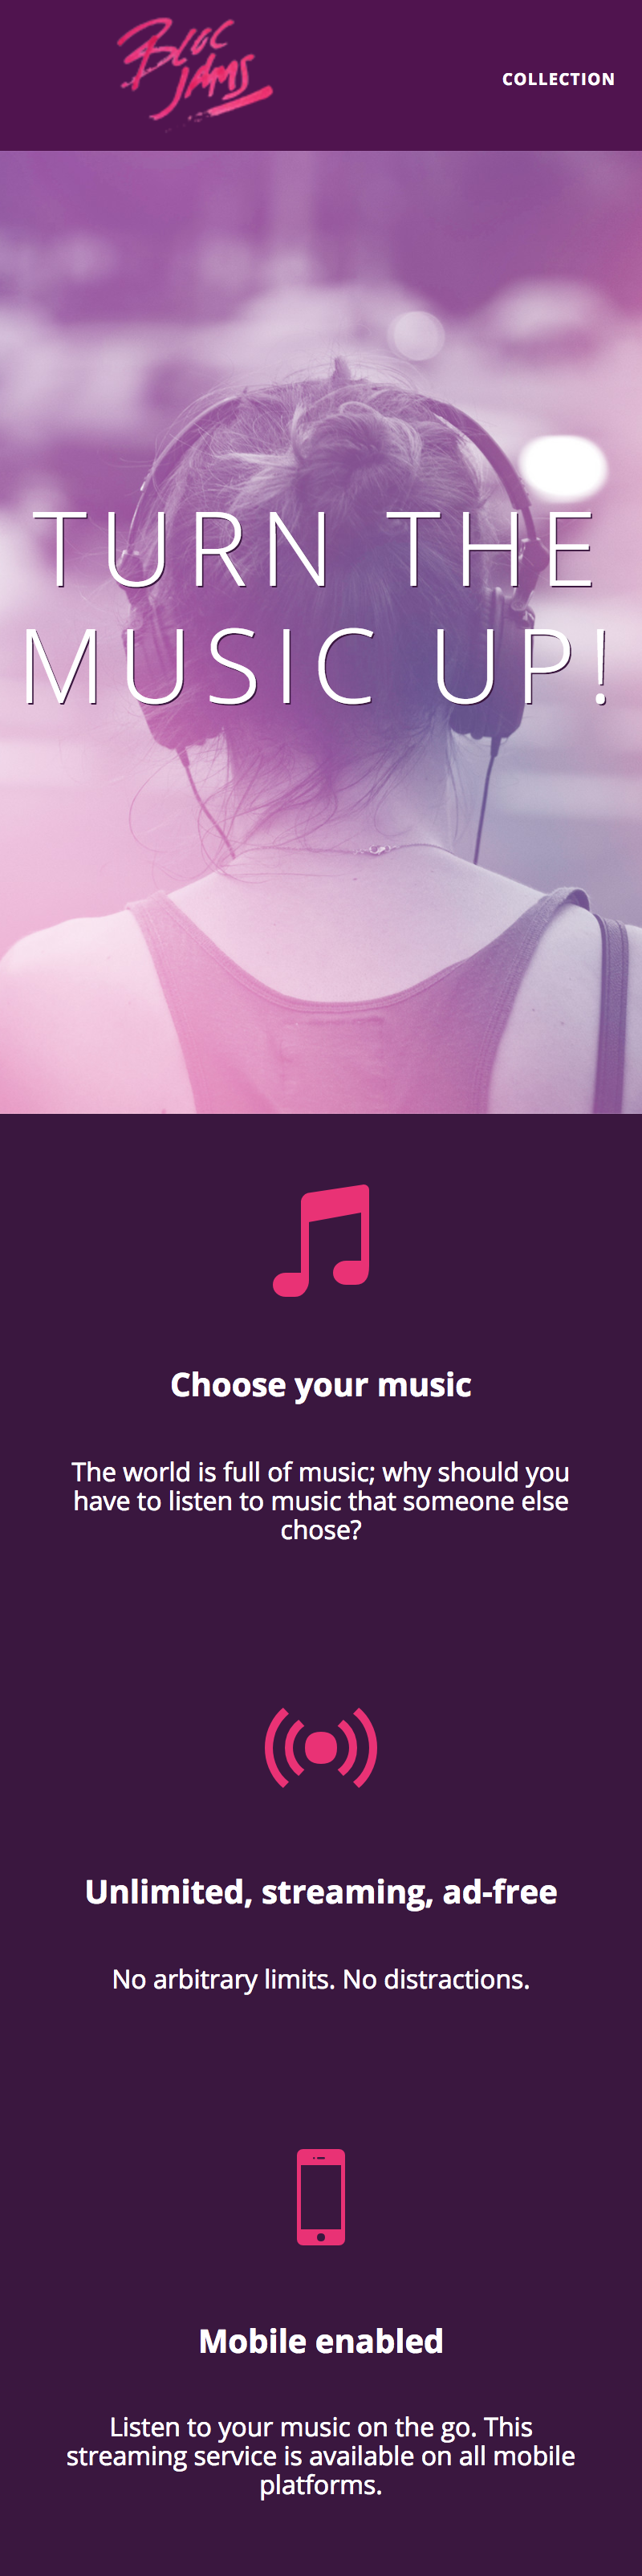 BLOC
JAMS
COLLECTION
TURN THE
MUSIC UP!
Choose your music
The world is full of music; why should you
have to listen to music that someone else
chose?
Unlimited, streaming, ad-free
No arbitrary limits. No distractions.
Mobile enabled
Listen to your music on the go. This
streaming service is available on all mobile
platforms.